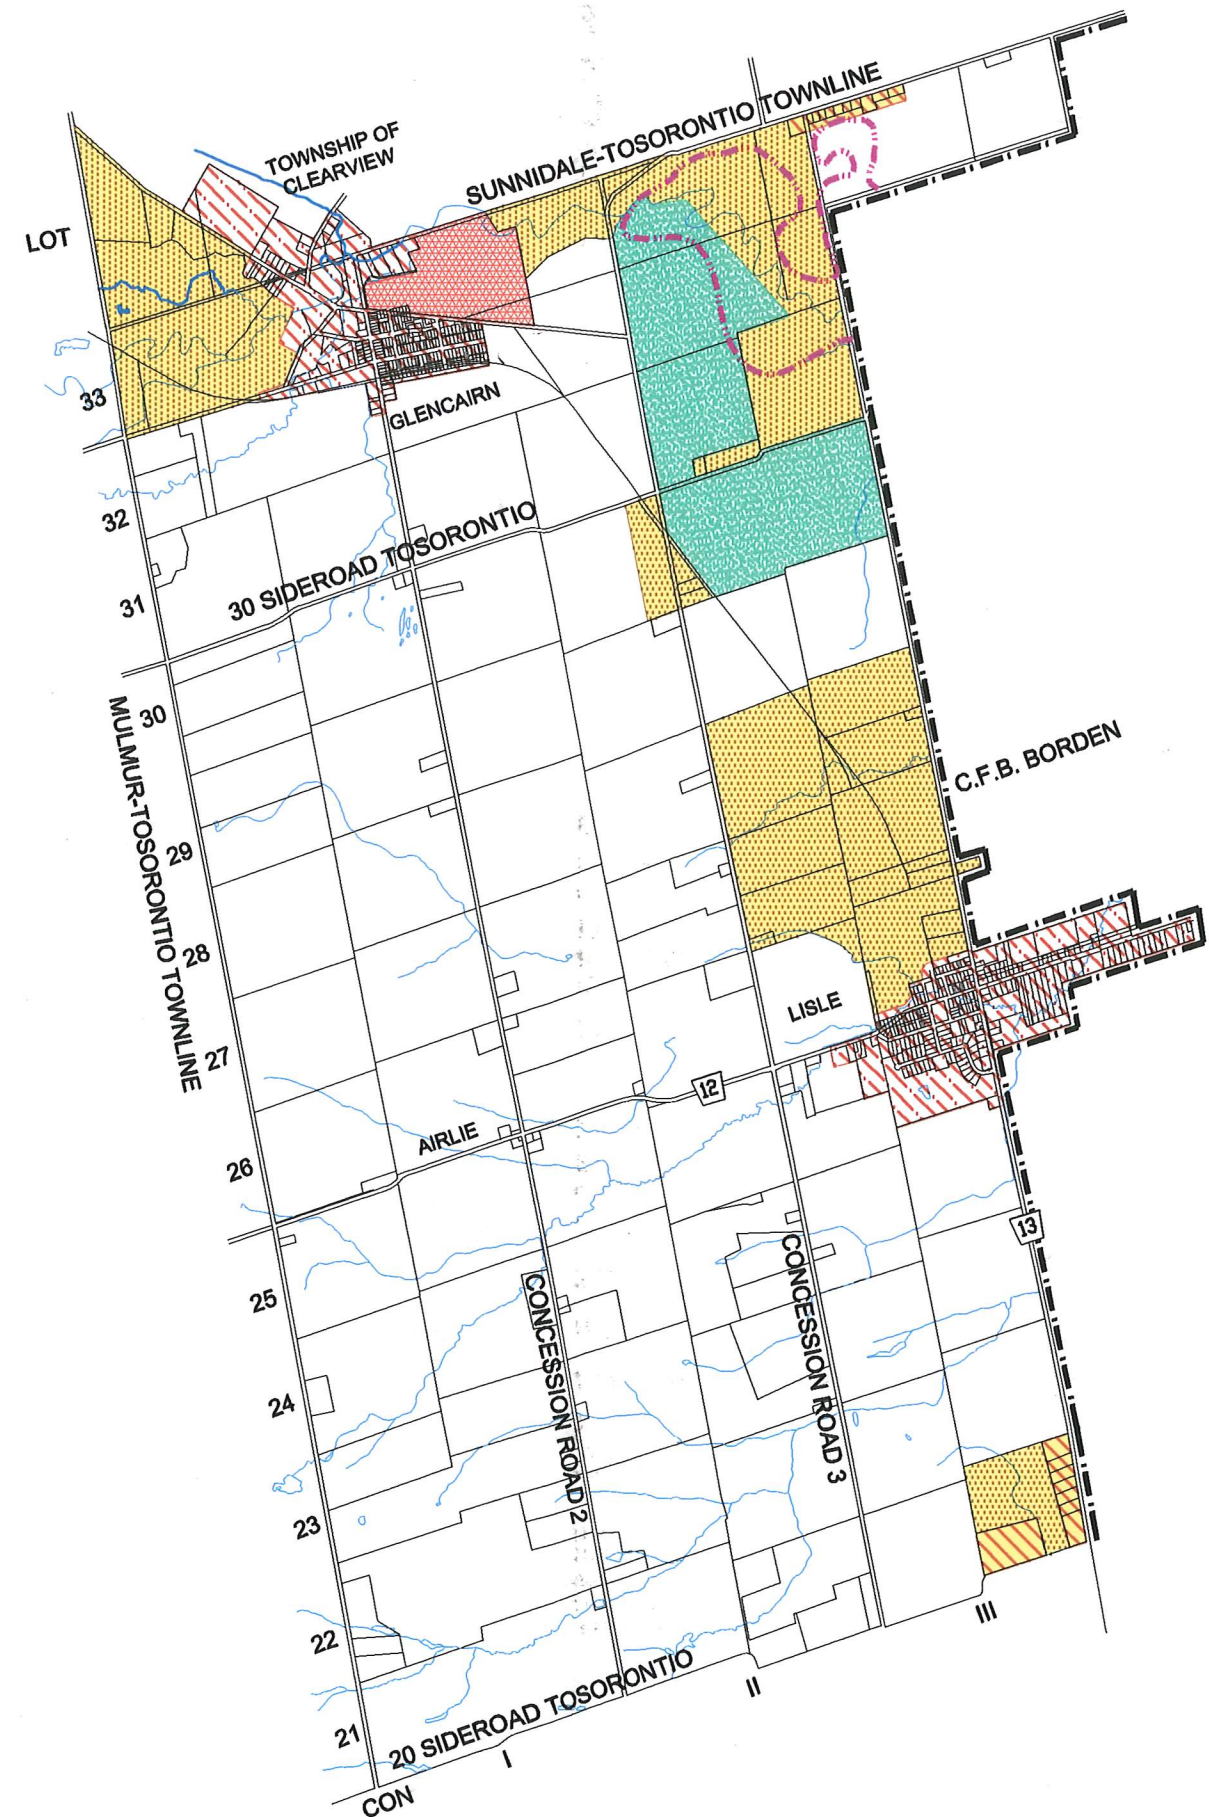 SUNNIDALE-TOSORONTIO TOWNLINE
TOWNSHIP OF
CLEARVIEW
LOT
33
GLENCAIRN
32
30 SIDEROAD TOSORONTIO
31
30
MULMUR-TOSORONTIO TOWNLINE
C.F.B. BORDEN
29
28
LISLE
27
12
AIRLIE
26
13
25
CONCESSION ROAD 2
CONCESSION ROAD 3
24
23
22
III
II
21
20 SIDEROAD TOSORONTIO
I
CON